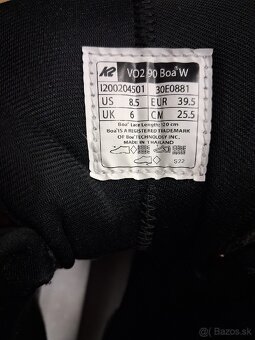 K2 VO2 90 Boa® W
I200204501 30E0881
US 8.5 EUR 39.5
UK 6 CM 25.5
Boa® Lace Length: 120 cm
Boa® IS A REGISTERED TRADEMARK
OF Boa® TECHNOLOGY INC.
MADE IN THAILAND
S22
© Bazos.sk